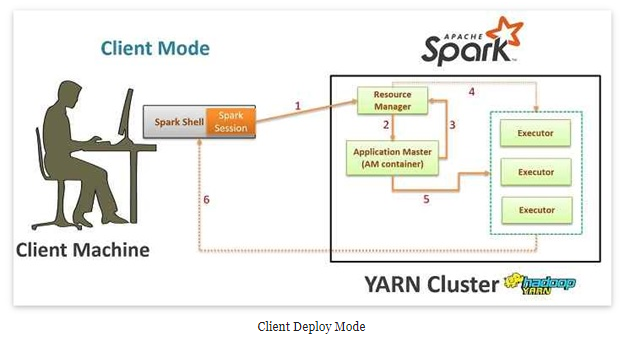 Client Mode
APACHE
Spark
Spark Shell
Spark
Session
1
Resource
Manager
4
2
3
Application Master
(AM container)
5
Executor
Executor
Executor
6
Client Machine
YARN Cluster
hadoop
YARN
Client Deploy Mode